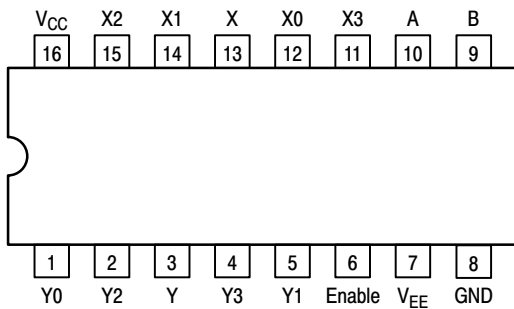 VCC X2 X1 X X0 X3 A B
16 15 14 13 12 11 10 9
1 2 3 4 5 6 7 8
Y0 Y2 Y Y3 Y1 Enable VEE GND